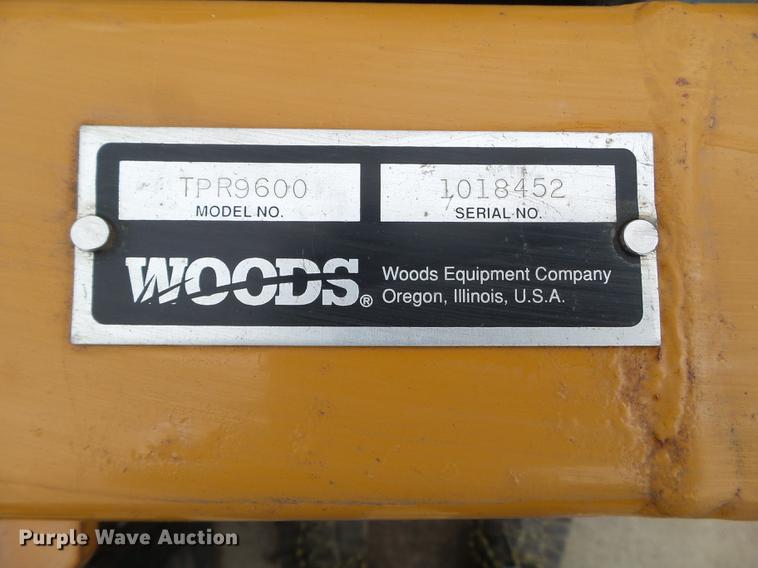 TPR9600 1018452
MODEL NO. SERIAL NO.
WOODS® Woods Equipment Company
Oregon, Illinois, U.S.A.
Purple Wave Auction